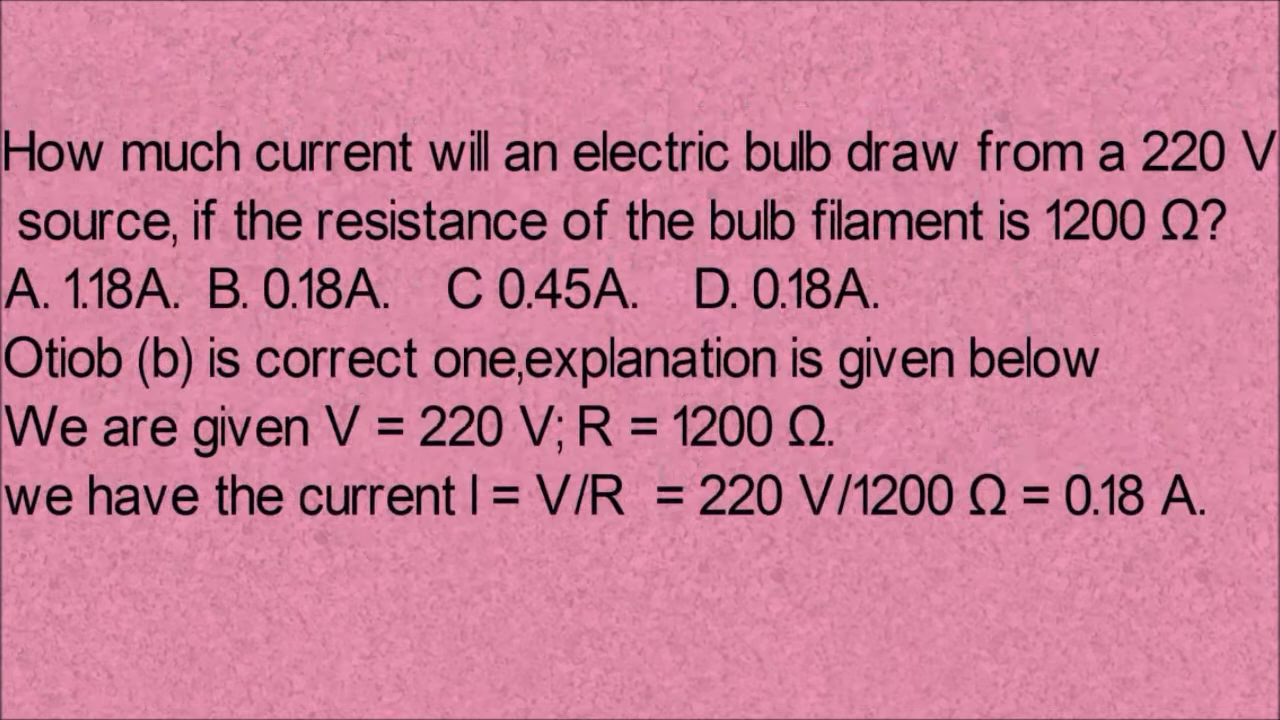 How much current will an electric bulb draw from a 220 V
source, if the resistance of the bulb filament is 1200 Ω?
A. 1.18A. B. 0.18A. C 0.45A. D. 0.18A.
Otiob (b) is correct one,explanation is given below
We are given V = 220 V; R = 1200 Ω.
we have the current I = V/R = 220 V/1200 Ω = 0.18 A.